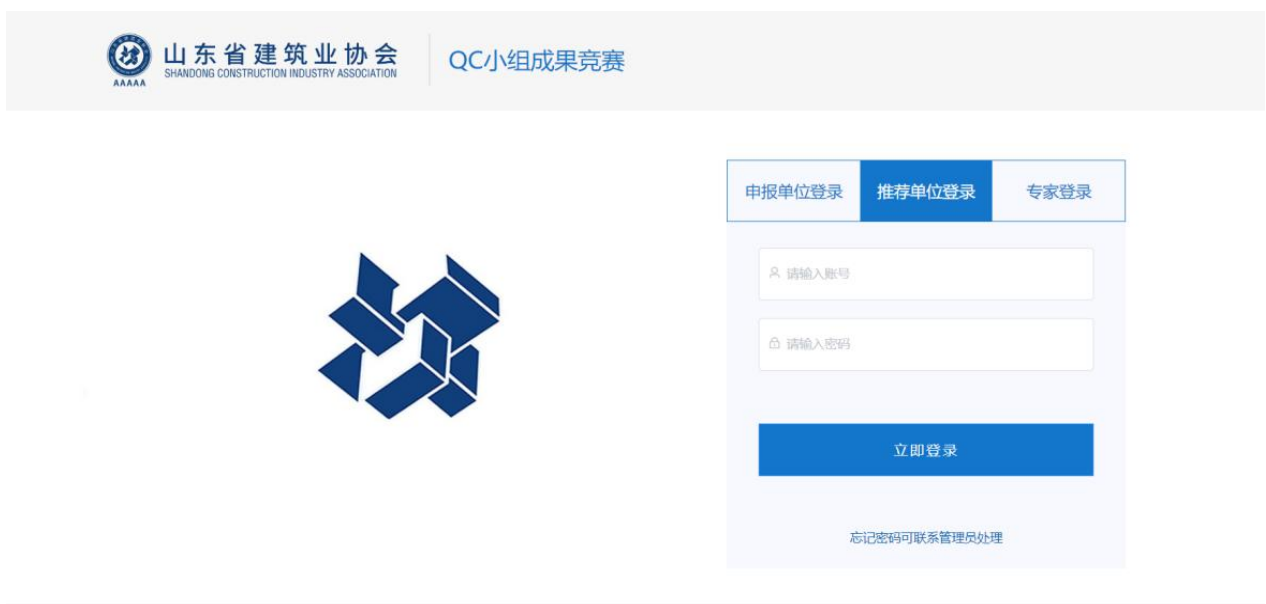 山东省建筑业协会
SHANDONG CONSTRUCTION INDUSTRY ASSOCIATION
AAAAA
QC小组成果竞赛
申报单位登录 推荐单位登录 专家登录
请输入账号
请输入密码
立即登录
忘记密码可联系管理员处理